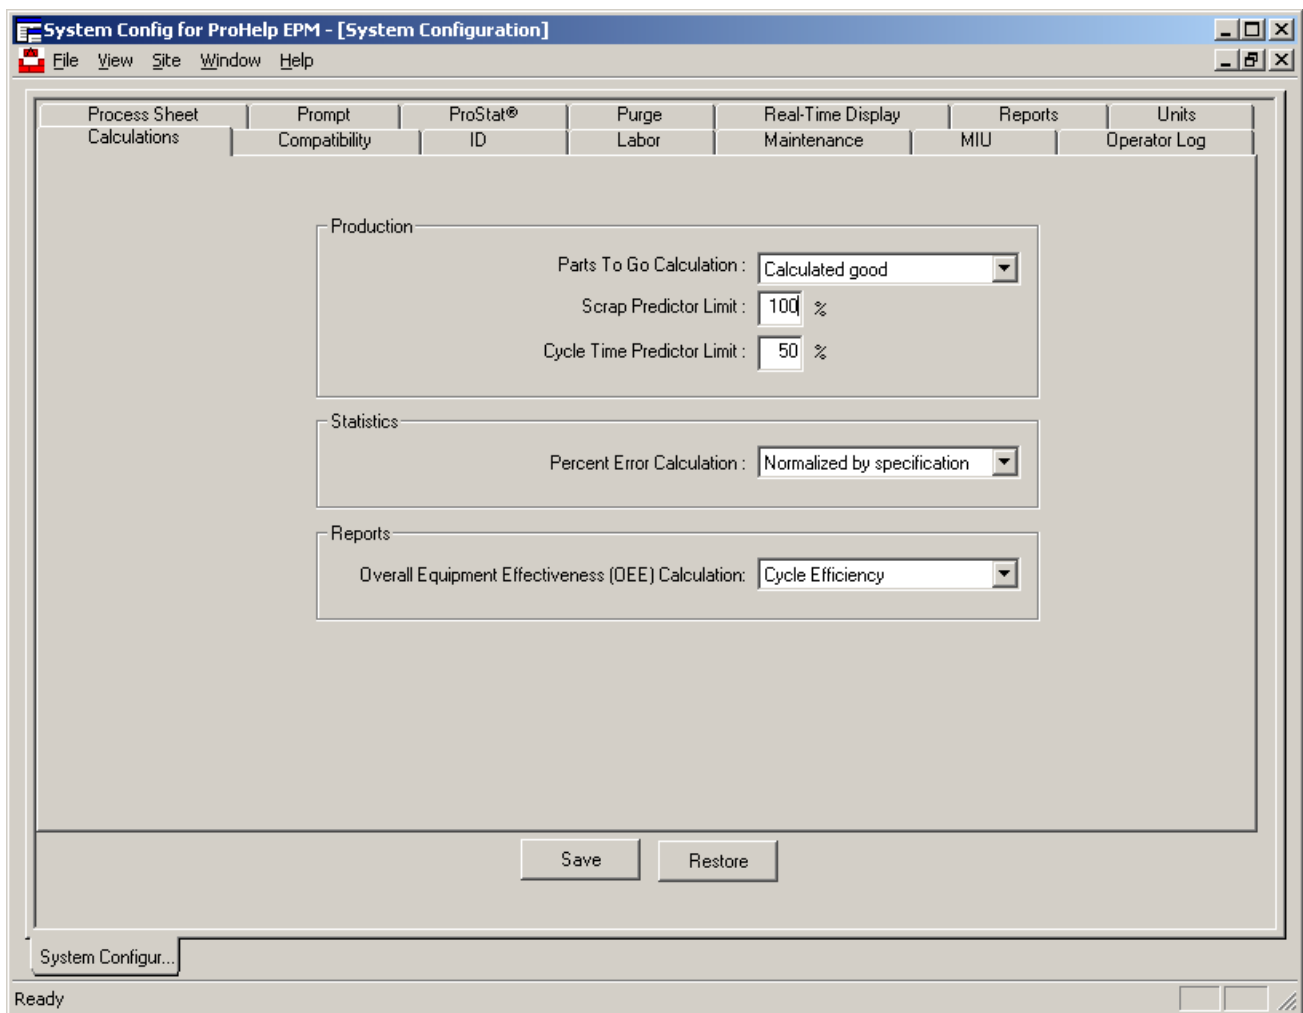 System Config for ProHelp EPM - [System Configuration]
File View Site Window Help
Process Sheet Prompt ProStat® Purge Real-Time Display Reports Units
Calculations Compatibility ID Labor Maintenance MIU Operator Log
Production
Parts To Go Calculation : Calculated good
Scrap Predictor Limit : 100 %
Cycle Time Predictor Limit : 50 %
Statistics
Percent Error Calculation : Normalized by specification
Reports
Overall Equipment Effectiveness (OEE) Calculation: Cycle Efficiency
Save Restore
System Configur...
Ready